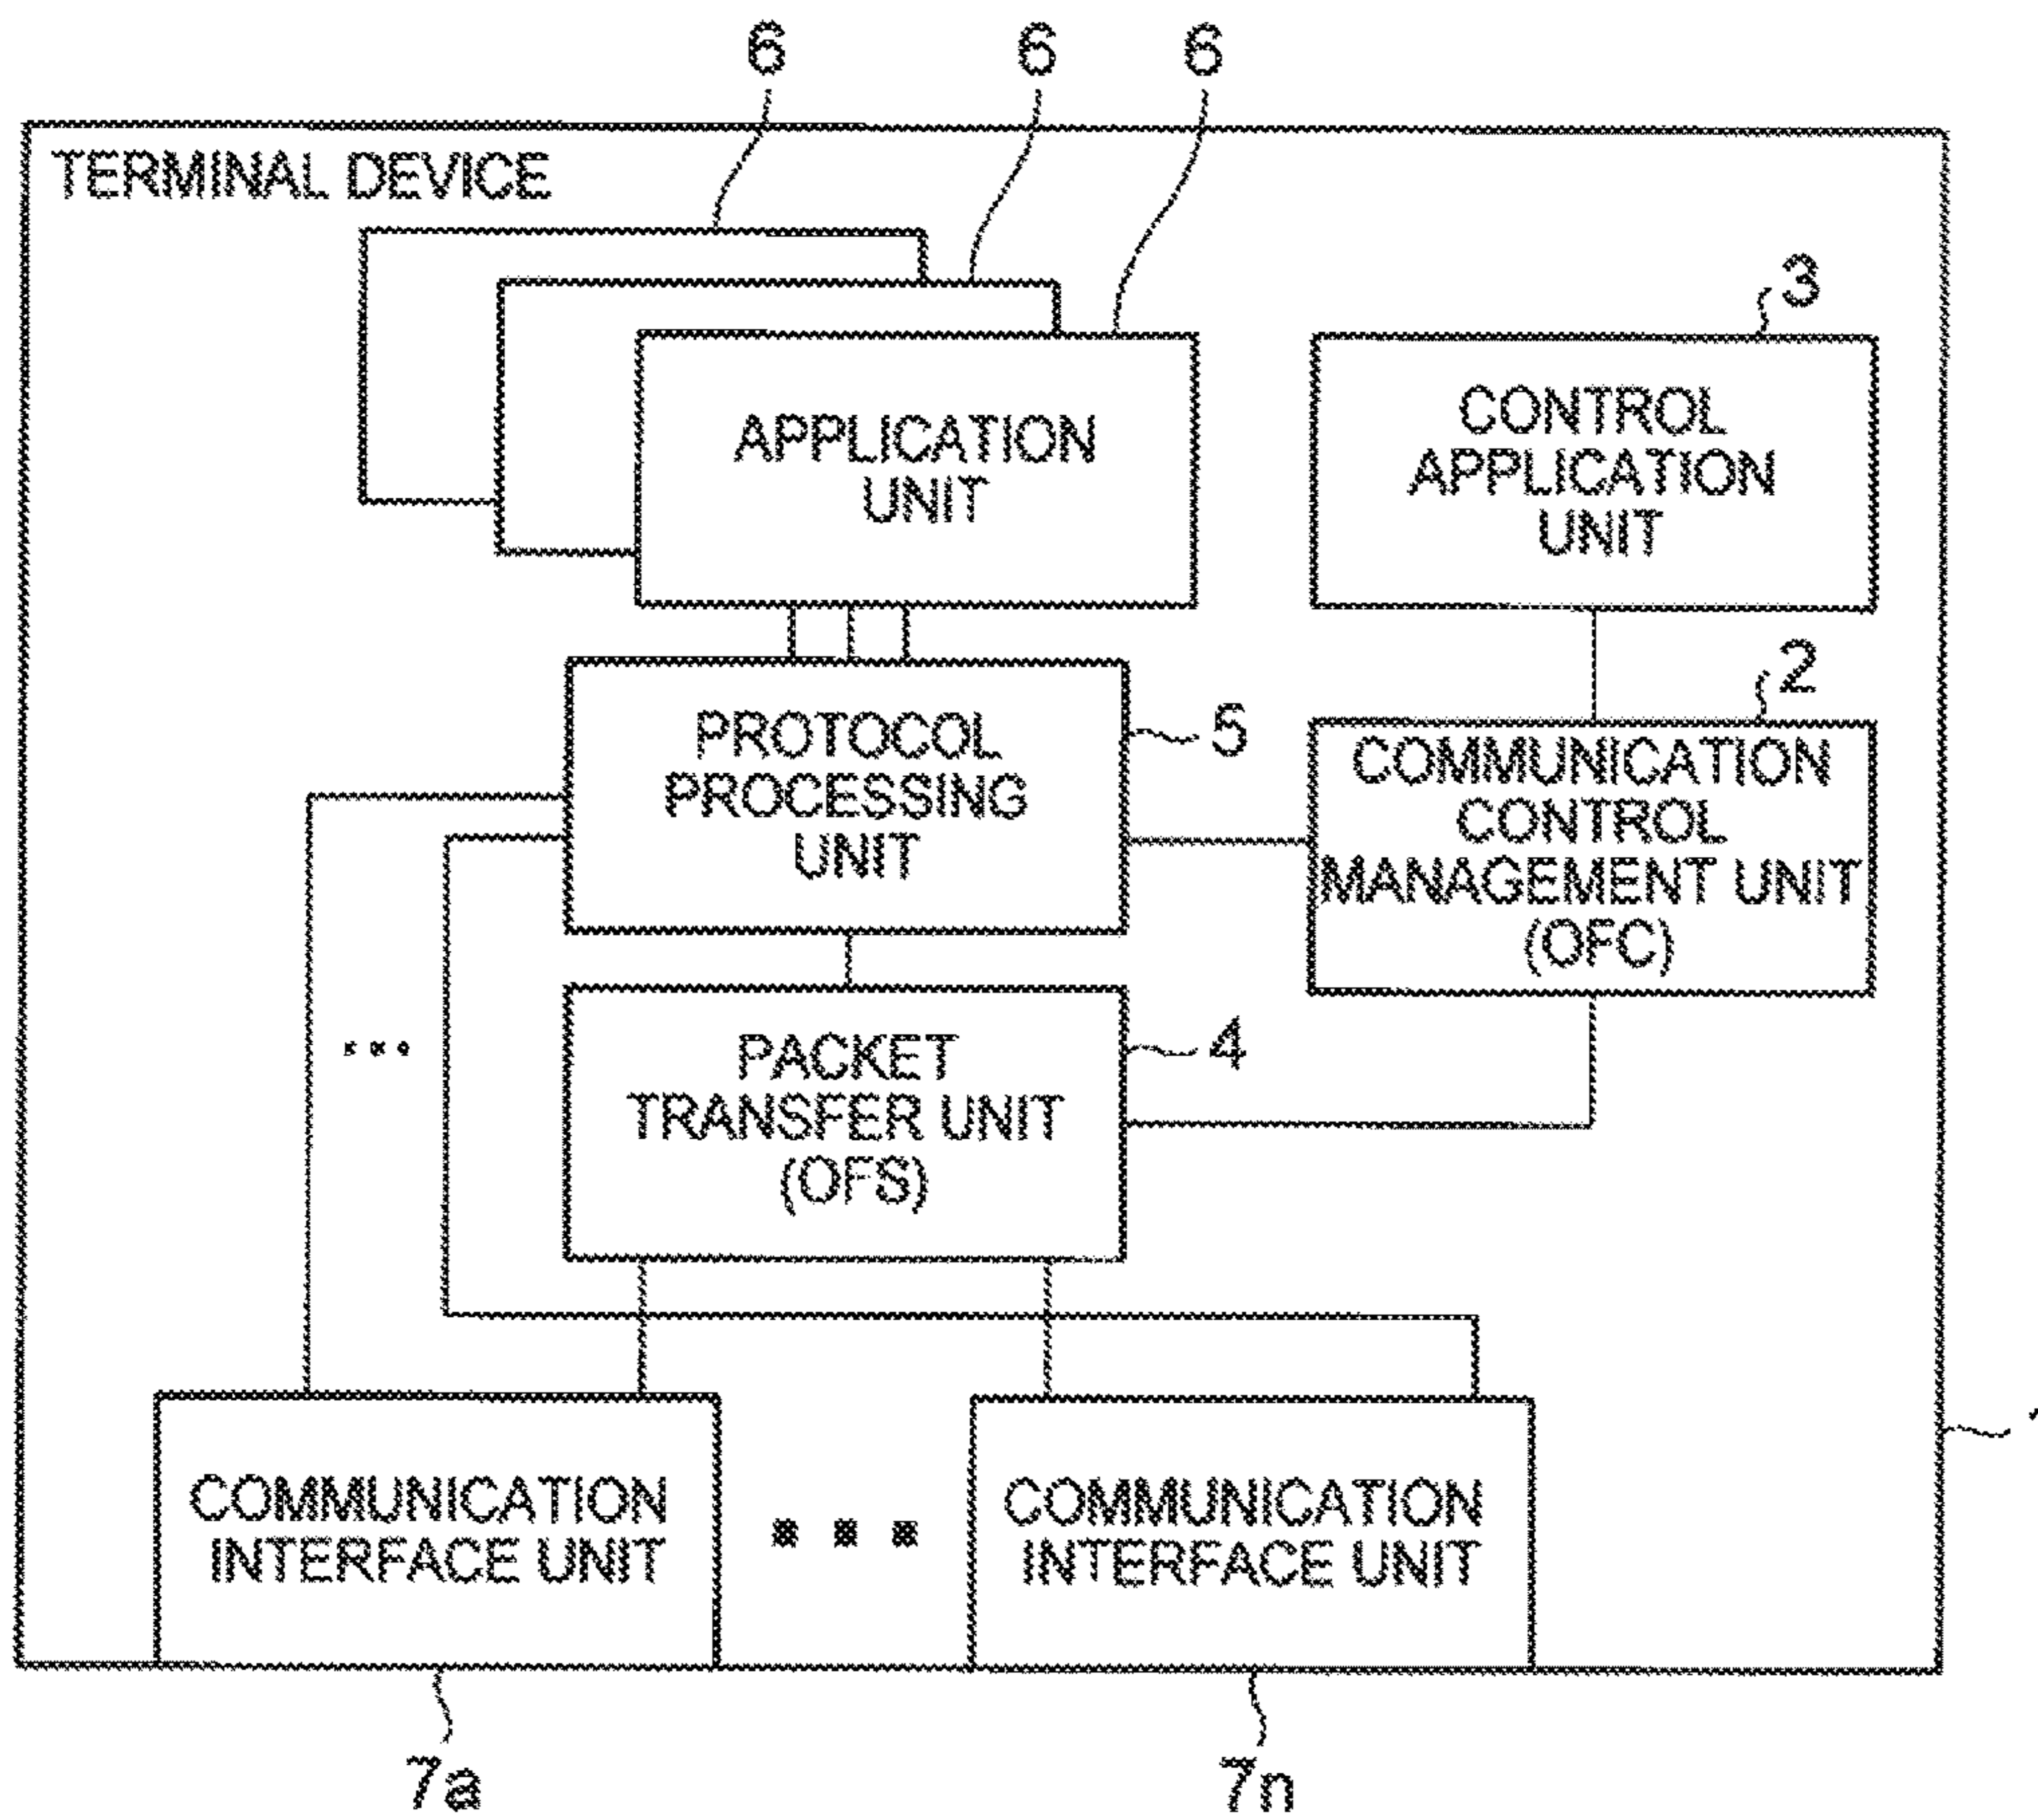 6 6 6
TERMINAL DEVICE
3
APPLICATION
UNIT
CONTROL
APPLICATION
UNIT
2
PROTOCOL
PROCESSING
UNIT
5
COMMUNICATION
CONTROL
MANAGEMENT UNIT
(OFC)
...
PACKET
TRANSFER UNIT
(OFS)
4
COMMUNICATION
INTERFACE UNIT
...
COMMUNICATION
INTERFACE UNIT
7a 7n